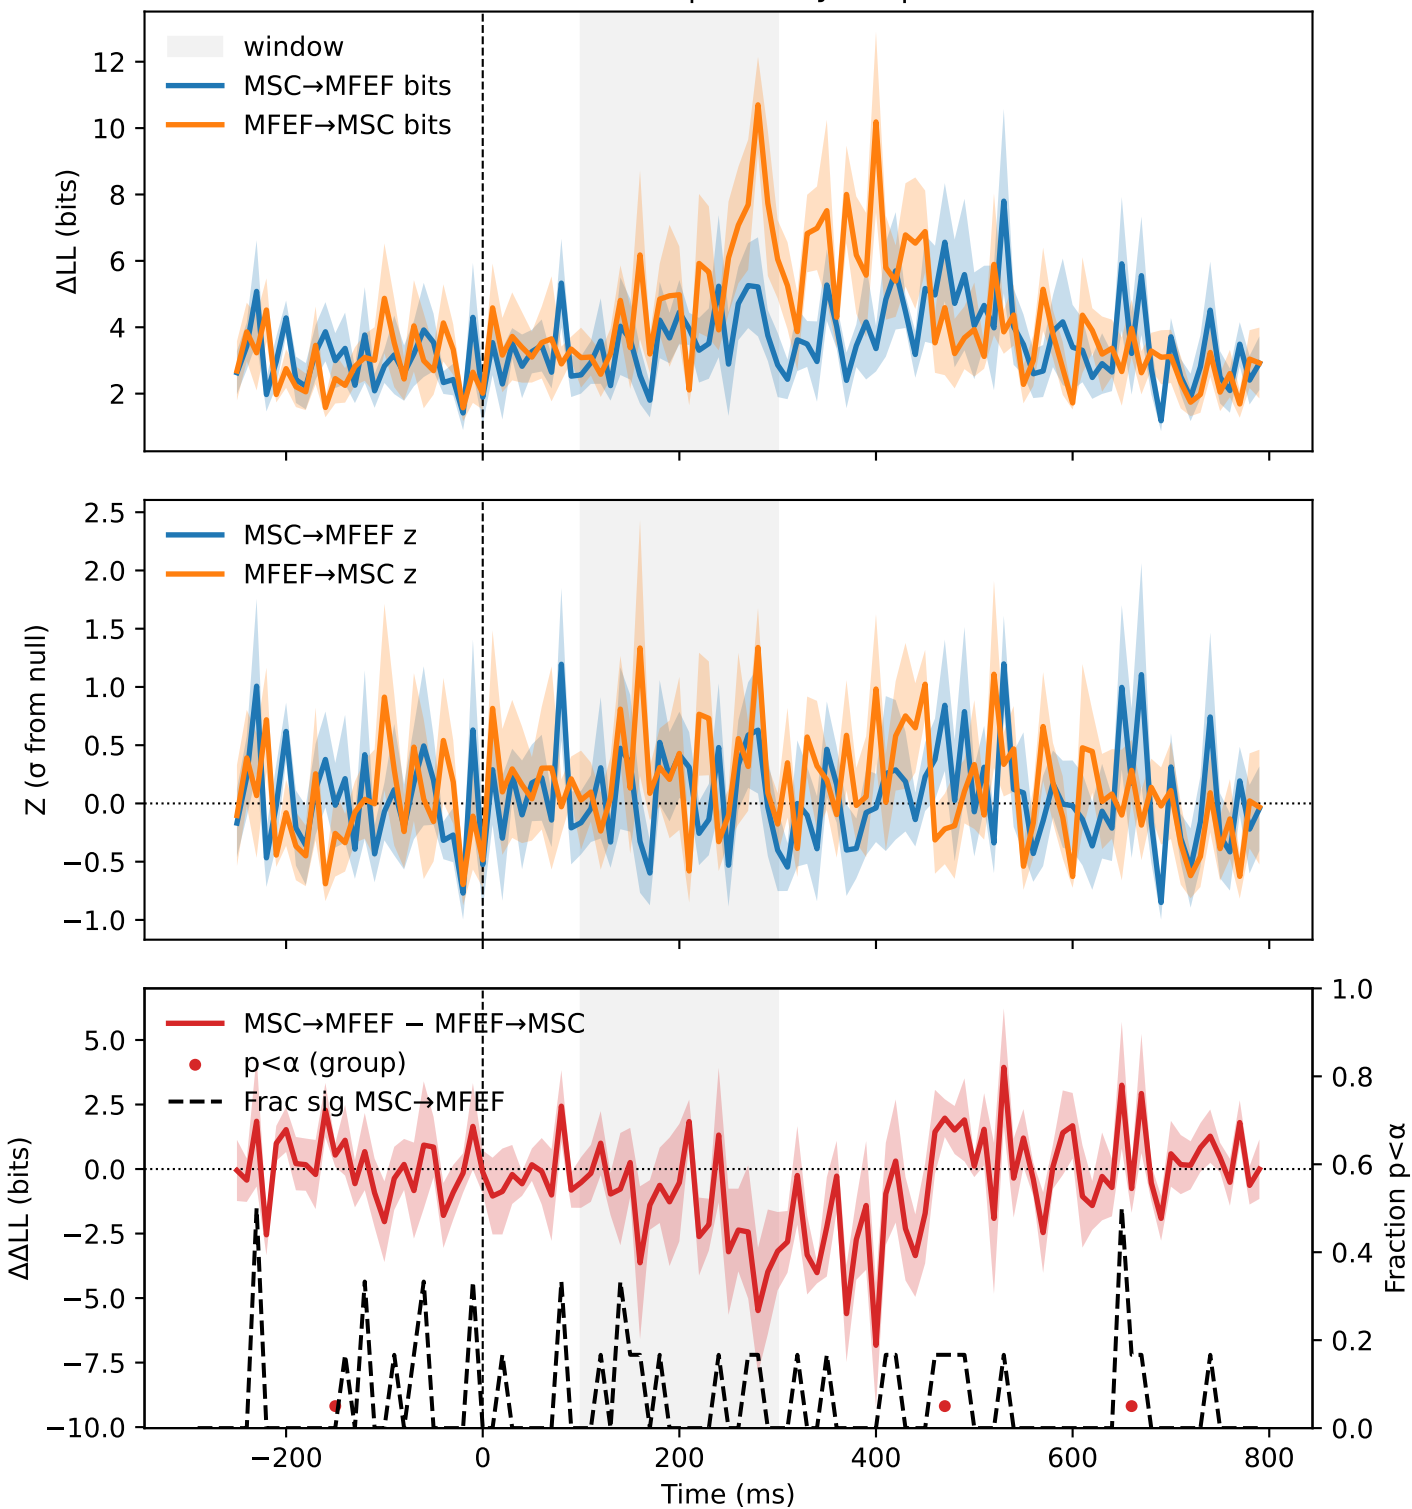 window
MSC→MFEF bits
MFEF→MSC bits
12
10
8
6
4
2
ΔLL (bits)
2.5
2.0
1.5
1.0
0.5
0.0
−0.5
−1.0
Z (σ from null)
MSC→MFEF z
MFEF→MSC z
MSC→MFEF − MFEF→MSC
p<α (group)
Frac sig MSC→MFEF
5.0
2.5
0.0
−2.5
−5.0
−7.5
−10.0
ΔΔLL (bits)
1.0
0.8
0.6
0.4
0.2
0.0
Fraction p<α
−200
0
200
400
600
800
Time (ms)